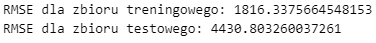 RMSE dla zbioru treningowego: 1816.3375664548153
RMSE dla zbioru testowego: 4430.803260037261